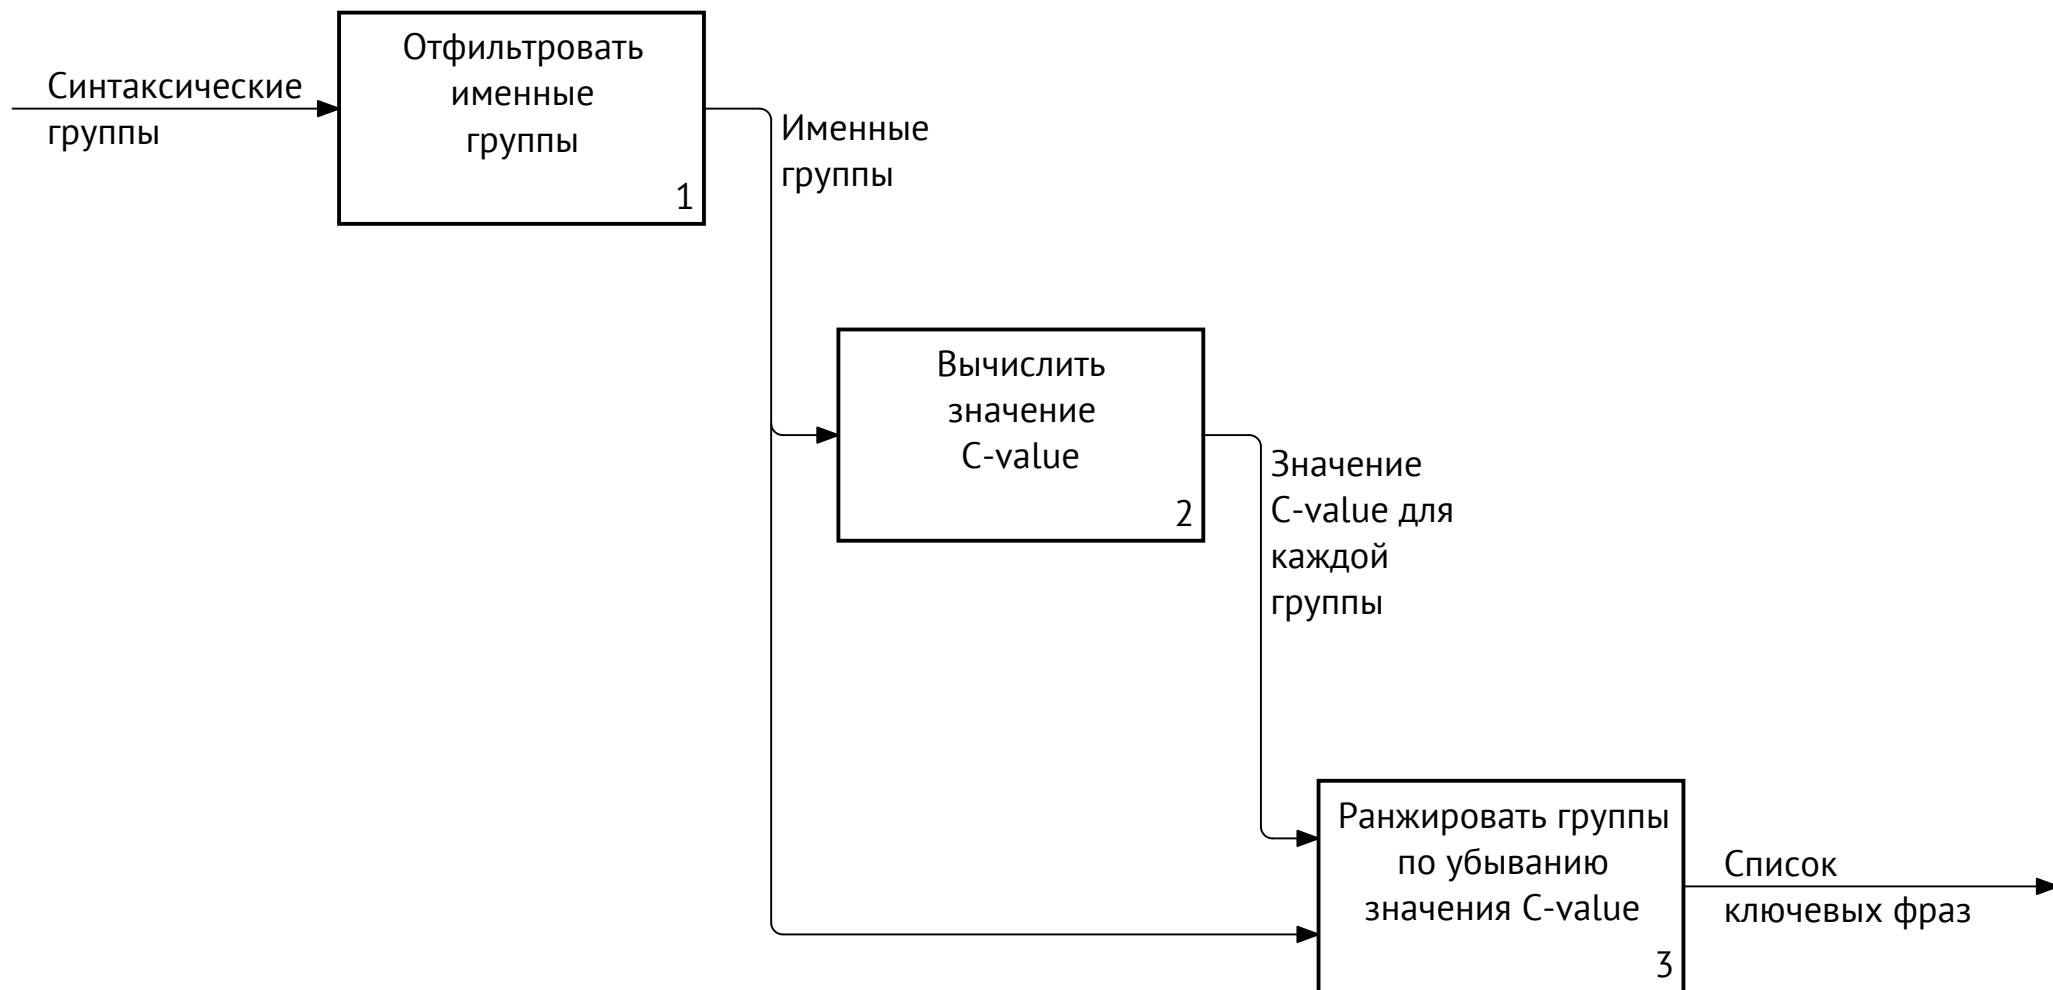 Синтаксические
группы
Отфильтровать
именные
группы
1
Именные
группы
Вычислить
значение
C-value
2
Значение
C-value для
каждой
группы
Ранжировать группы
по убыванию
значения C-value
3
Список
ключевых фраз